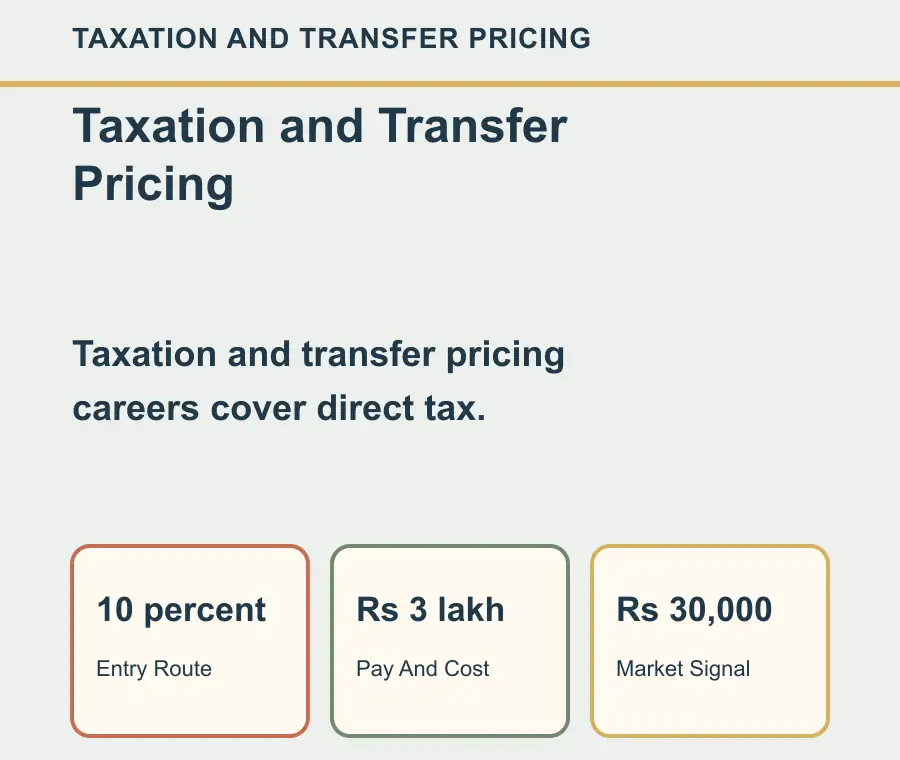 TAXATION AND TRANSFER PRICING
Taxation and Transfer
Pricing
Taxation and transfer pricing
careers cover direct tax.
10 percent
Entry Route
Rs 3 lakh
Pay And Cost
Rs 30,000
Market Signal